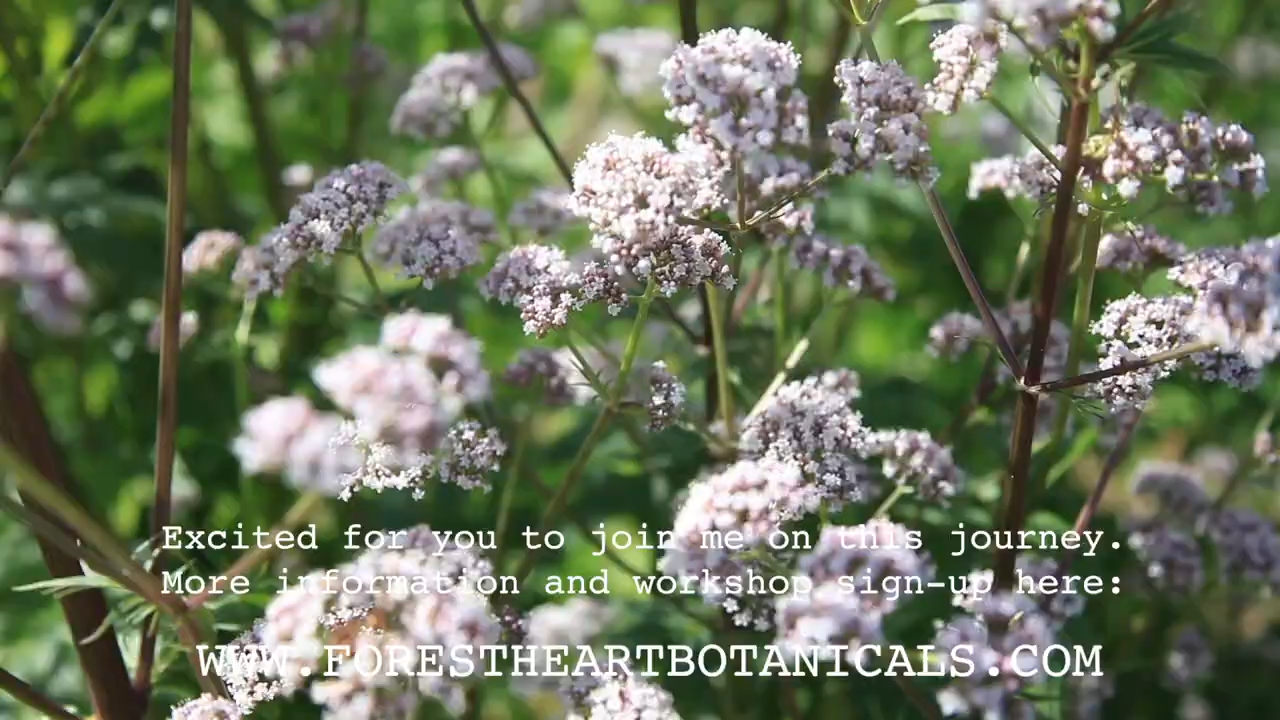 Excited for you to join me on this journey.
More information and workshop sign-up here:
WWW.FORESTHEARTBOTANICALS.COM